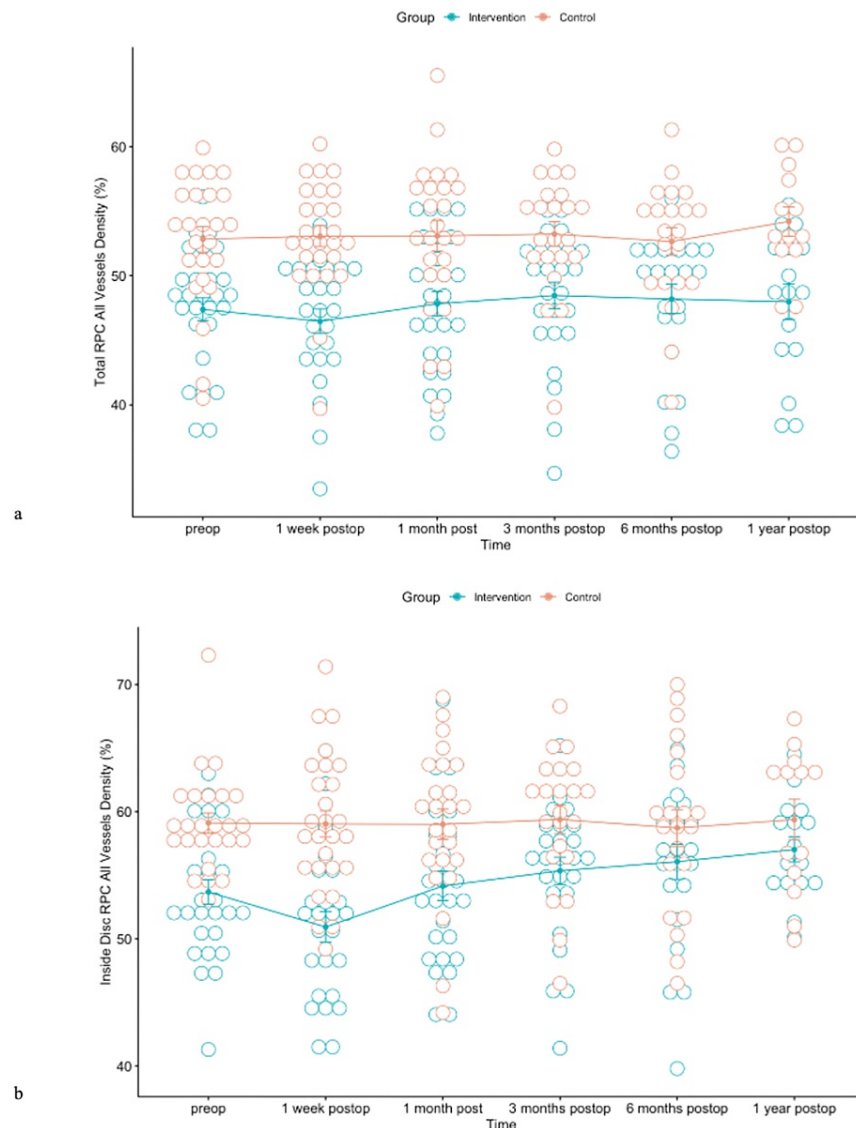 Group Intervention Control
Total RPC All Vessels Density (%)
60
50
40
preop 1 week postop 1 month post 3 months postop 6 months postop 1 year postop
Time
a
Group Intervention Control
Inside Disc RPC All Vessels Density (%)
70
60
50
40
preop 1 week postop 1 month post 3 months postop 6 months postop 1 year postop
Time
b